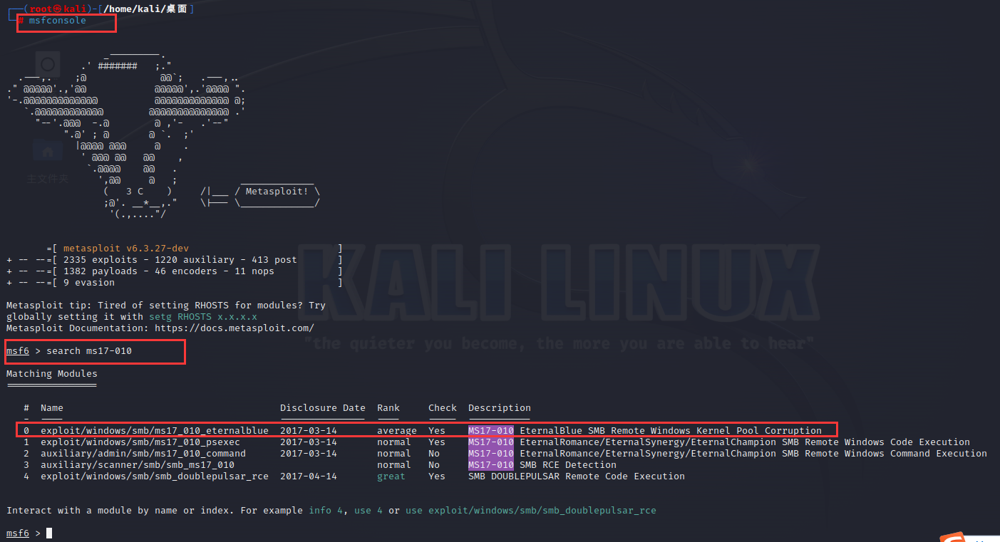 ┌──(root㉿kali)-[/home/kali/桌面]
└─# msfconsole
主文件夹
( 3 C ) /|___ / Metasploit! \
=[ metasploit v6.3.27-dev ]
+ -- --=[ 2335 exploits - 1220 auxiliary - 413 post ]
+ -- --=[ 1382 payloads - 46 encoders - 11 nops ]
+ -- --=[ 9 evasion ]
KALI LINUX
"the quieter you become, the more you are able to hear"
Metasploit tip: Tired of setting RHOSTS for modules? Try
globally setting it with setg RHOSTS x.x.x.x
Metasploit Documentation: https://docs.metasploit.com/
msf6 > search ms17-010
Matching Modules
================
# Name Disclosure Date Rank Check Description
- ---- --------------- ---- ----- -----------
0 exploit/windows/smb/ms17_010_eternalblue 2017-03-14 average Yes MS17-010 EternalBlue SMB Remote Windows Kernel Pool Corruption
1 exploit/windows/smb/ms17_010_psexec 2017-03-14 normal Yes MS17-010 EternalRomance/EternalSynergy/EternalChampion SMB Remote Windows Code Execution
2 auxiliary/admin/smb/ms17_010_command 2017-03-14 normal No MS17-010 EternalRomance/EternalSynergy/EternalChampion SMB Remote Windows Command Execution
3 auxiliary/scanner/smb/smb_ms17_010 normal No MS17-010 SMB RCE Detection
4 exploit/windows/smb/smb_doublepulsar_rce 2017-04-14 great Yes SMB DOUBLEPULSAR Remote Code Execution
Interact with a module by name or index. For example info 4, use 4 or use exploit/windows/smb/smb_doublepulsar_rce
msf6 >